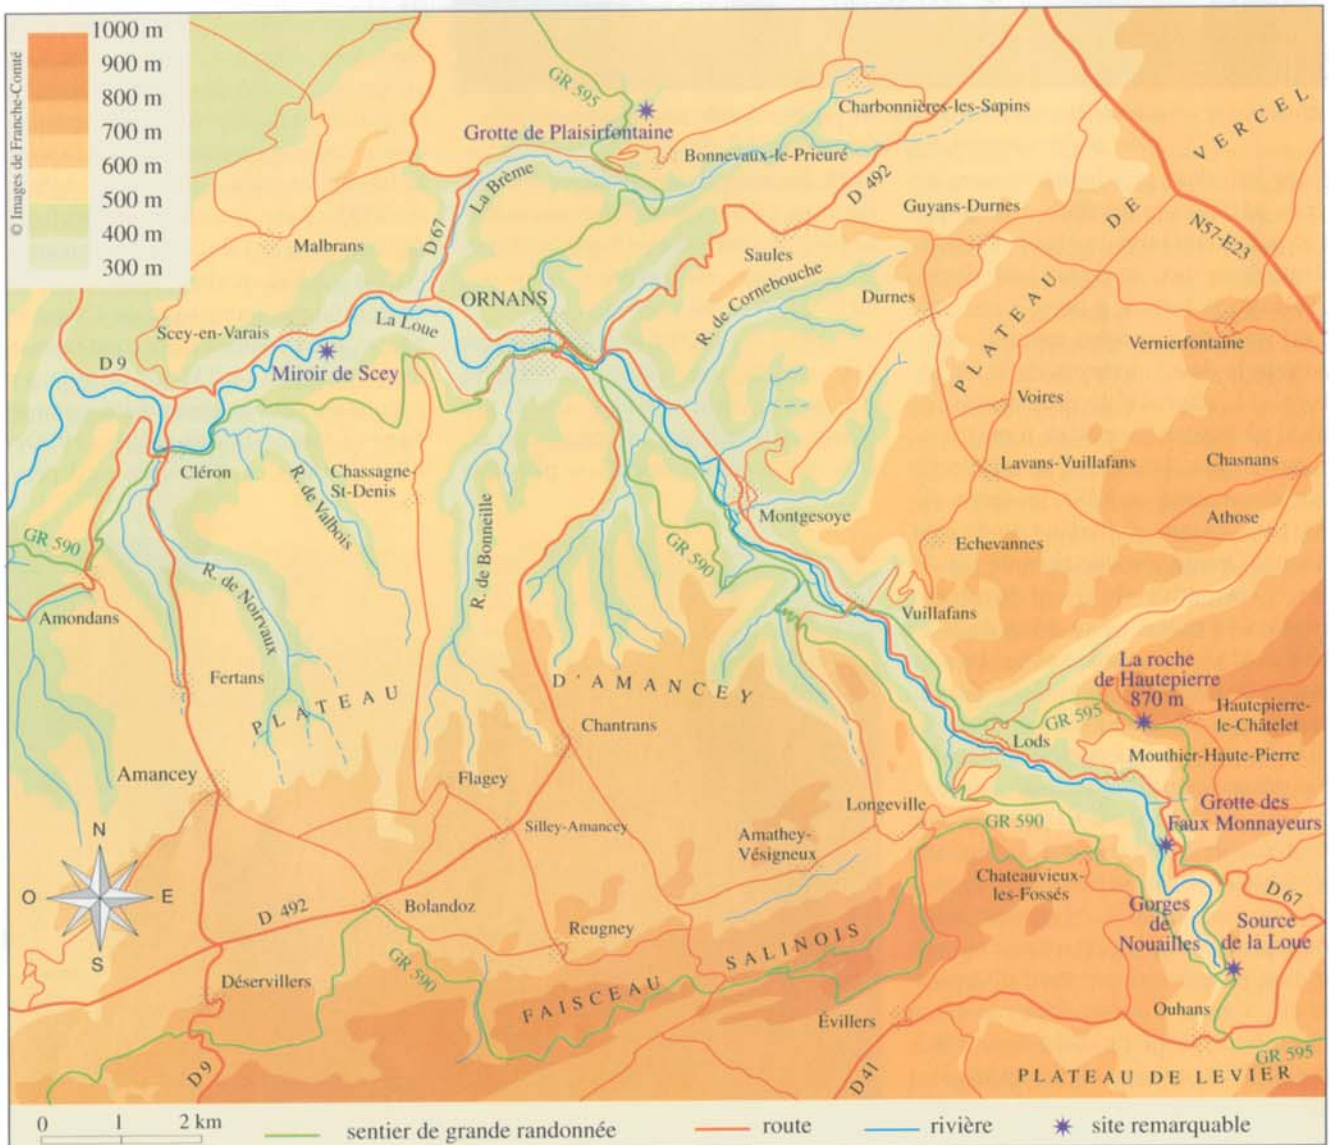 1000 m
900 m
800 m
700 m
600 m
500 m
400 m
300 m
© Images de Franche-Comté
GR 595
Grotte de Plaisirfontaine
Charbonnières-les-Sapins
Bonnevaux-le-Prieuré
La Brème
D 492
VERCEL
DE
PLATEAU
N57-E23
Guyans-Durnes
Malbrans
D 67
Saules
R. de Cornebouche
Durnes
ORNANS
La Loue
Scey-en-Varais
D 9
Miroir de Scey
Vernierfontaine
Voires
Lavans-Vuillafans
Chasnans
Athose
Cléron
R. de Valbois
Chassagne-
St-Denis
R. de Bonneille
Montgesoye
Echevannes
GR 590
GR 590
R. de Noirvaux
Amondans
Vuillafans
Fertans
PLATEAU
D'AMANCEY
La roche
de Hautepierre
870 m
GR 595
Hautepierre-
le-Châtelet
Chantrans
Lods
Mouthier-Haute-Pierre
Amancey
Flagey
Longeville
Grotte des
Faux Monnayeurs
Silley-Amancey
Amathey-
Vésigneux
GR 590
Chateauvieux-
les-Fossés
N
O
E
S
D 492
Bolandoz
Reugney
Gorges
de
Nouailles
D 67
Source
de la Loue
Déservillers
GR 590
FAISCEAU
SALINOIS
Évillers
Ouhans
GR 595
D 9
D 41
PLATEAU DE LEVIER
0 1 2 km
sentier de grande randonnée
route
rivière
site remarquable